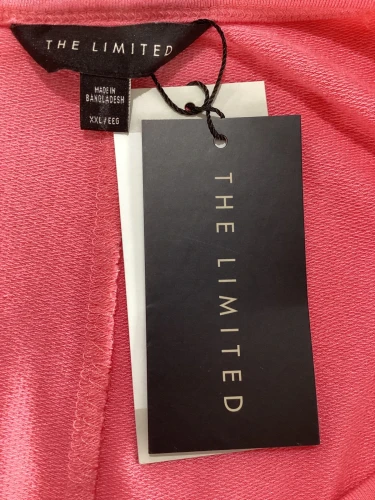 THE LIMITED
MADE IN
BANGLADESH
XXL / EEG
THE LIMITED